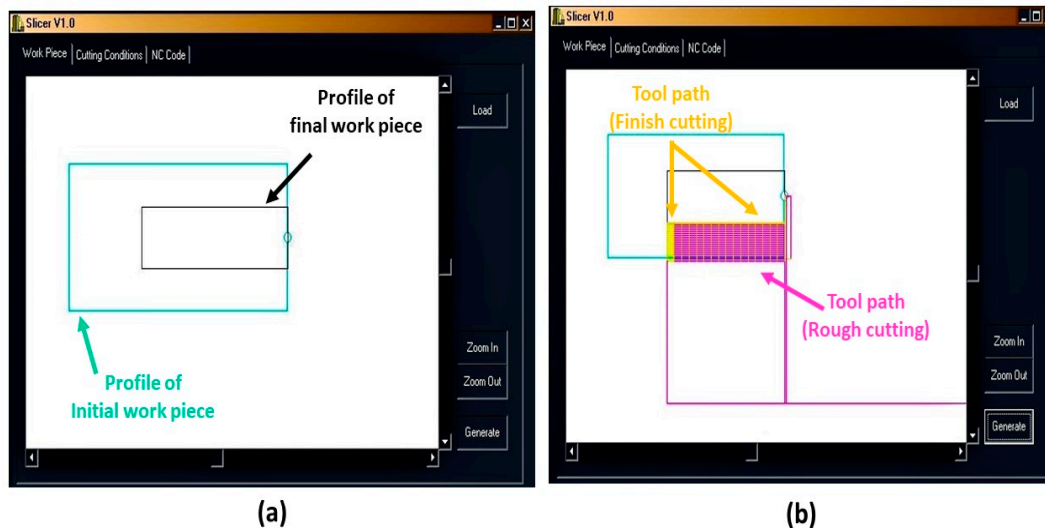 Slicer V1.0
Work Piece Cutting Conditions NC Code
Profile of
final work piece
Load
Profile of
Initial work piece
Zoom In
Zoom Out
Generate
(a)
Slicer V1.0
Work Piece Cutting Conditions NC Code
Tool path
(Finish cutting)
Load
Tool path
(Rough cutting)
Zoom In
Zoom Out
Generate
(b)